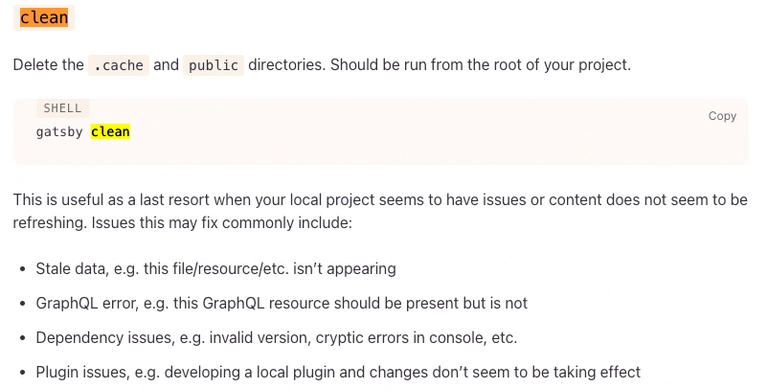 clean
Delete the .cache and public directories. Should be run from the root of your project.
SHELL
Copy
gatsby clean
This is useful as a last resort when your local project seems to have issues or content does not seem to be
refreshing. Issues this may fix commonly include:
• Stale data, e.g. this file/resource/etc. isn’t appearing
• GraphQL error, e.g. this GraphQL resource should be present but is not
• Dependency issues, e.g. invalid version, cryptic errors in console, etc.
• Plugin issues, e.g. developing a local plugin and changes don’t seem to be taking effect